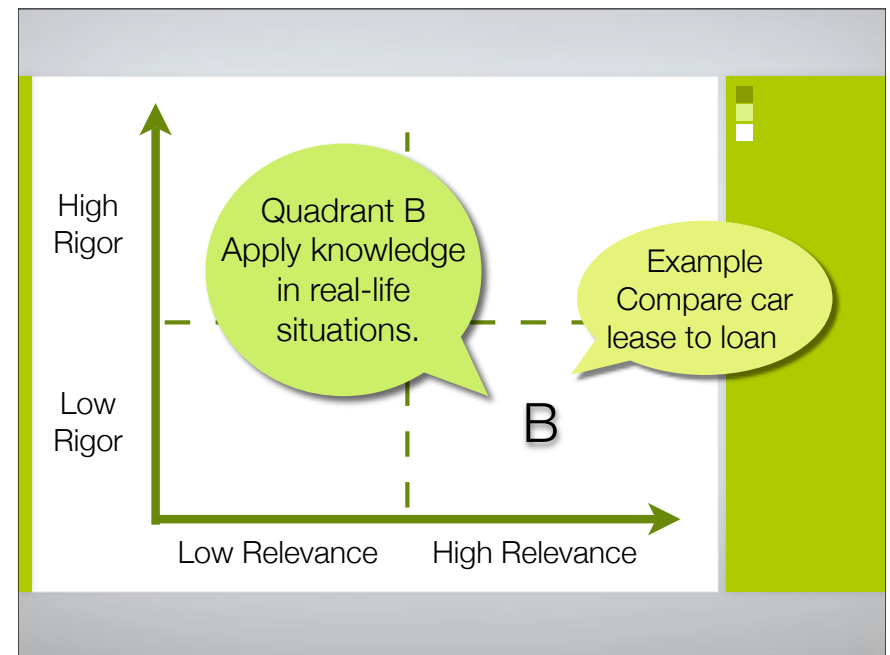 High
Rigor
Quadrant B
Apply knowledge
in real-life
situations.
Example
Compare car
lease to loan
Low
Rigor
B
Low Relevance
High Relevance